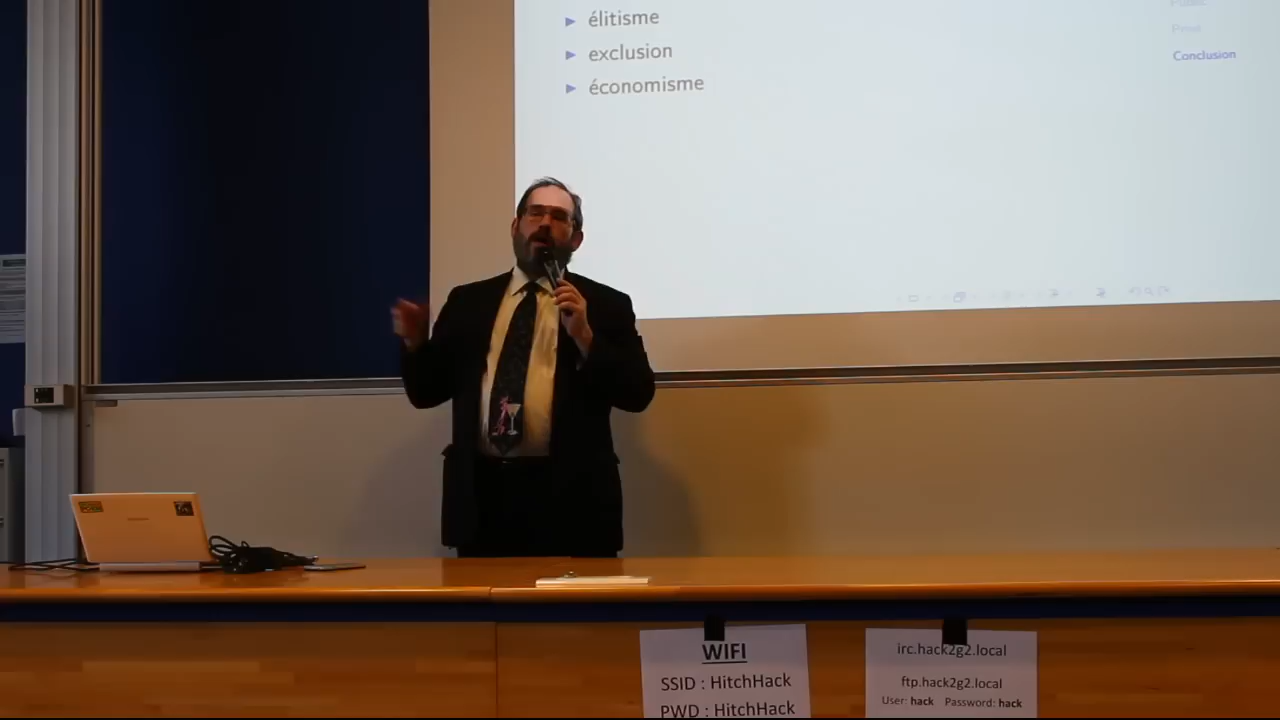 élitisme
exclusion
économisme
Privé
Conclusion
WIFI
SSID : HitchHack
PWD : HitchHack
irc.hack2g2.local
ftp.hack2g2.local
User: hack Password: hack